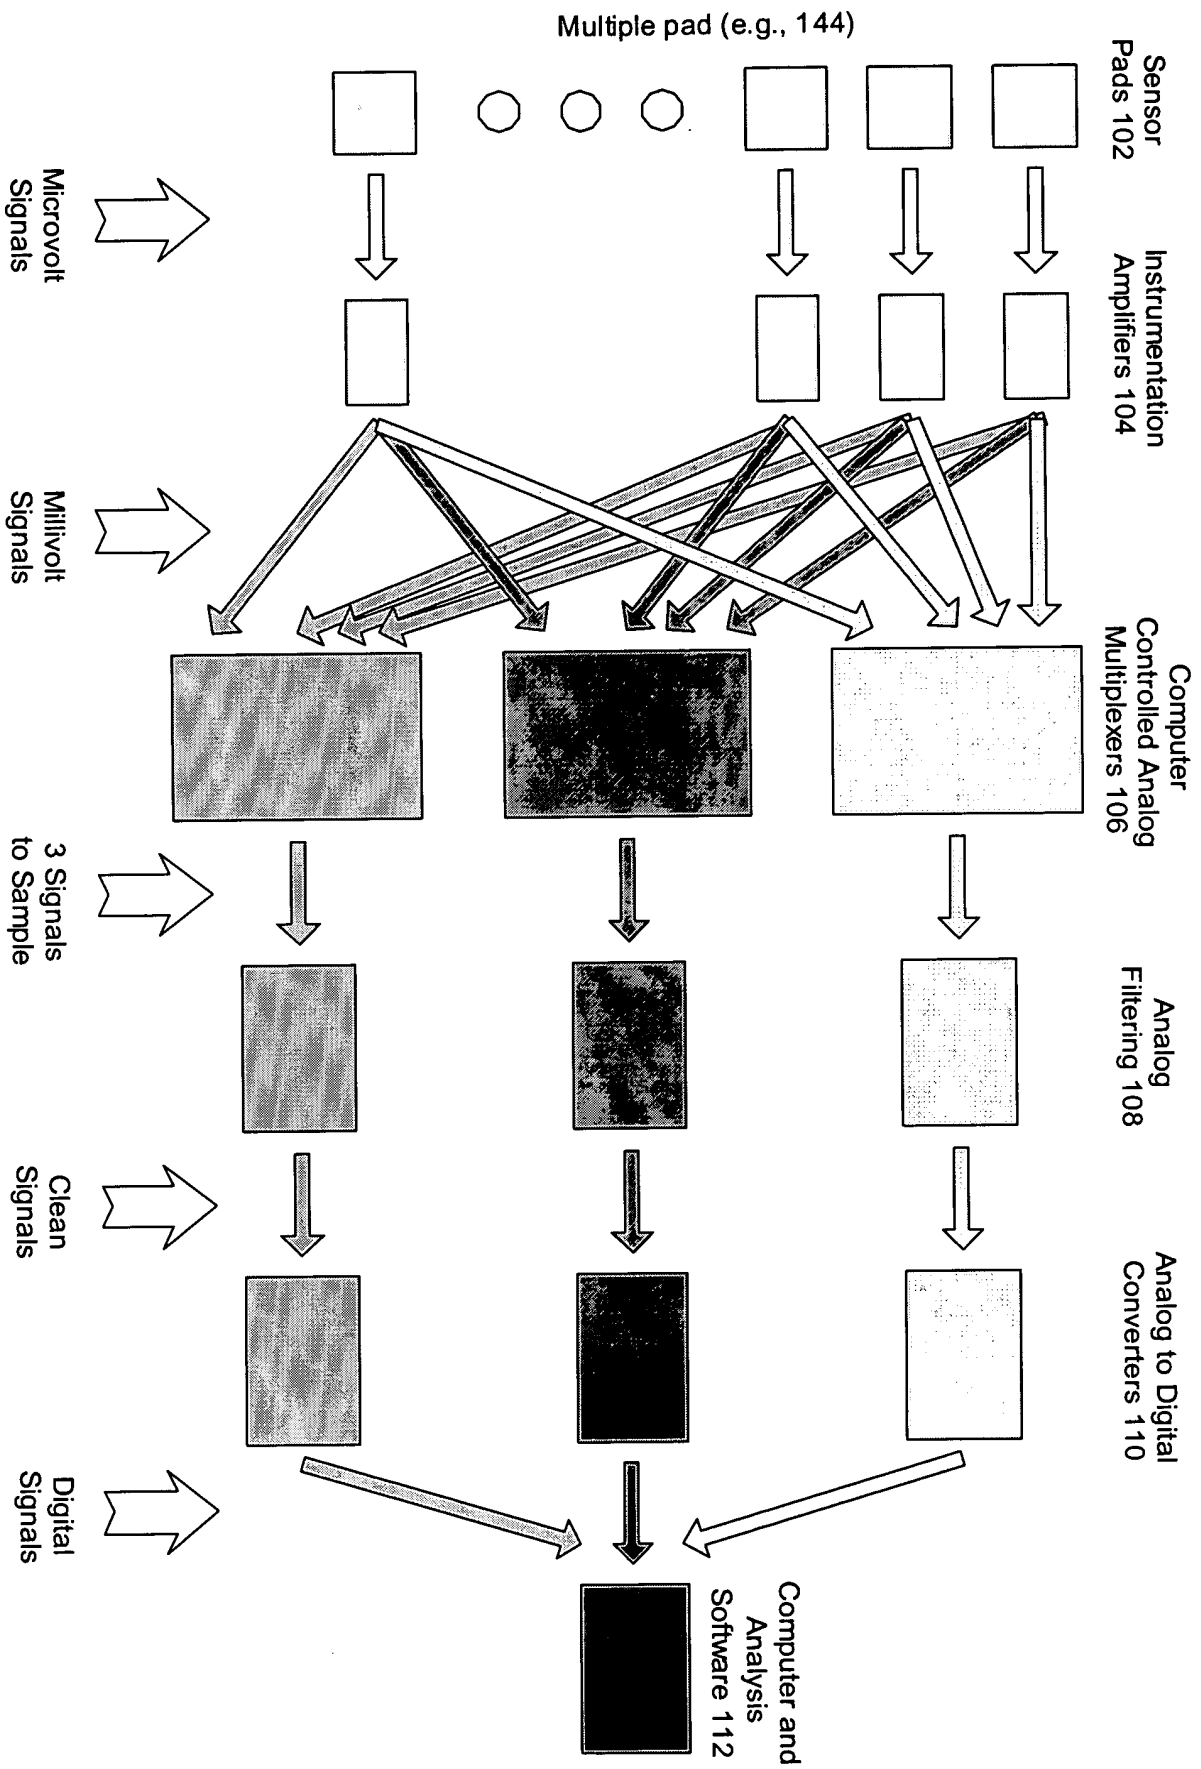 Multiple pad (e.g., 144)
Sensor
Pads 102
Instrumentation
Amplifiers 104
Computer
Controlled Analog
Multiplexers 106
Analog
Filtering 108
Analog to Digital
Converters 110
Computer and
Analysis
Software 112
Microvolt
Signals
Millivolt
Signals
3 Signals
to Sample
Clean
Signals
Digital
Signals